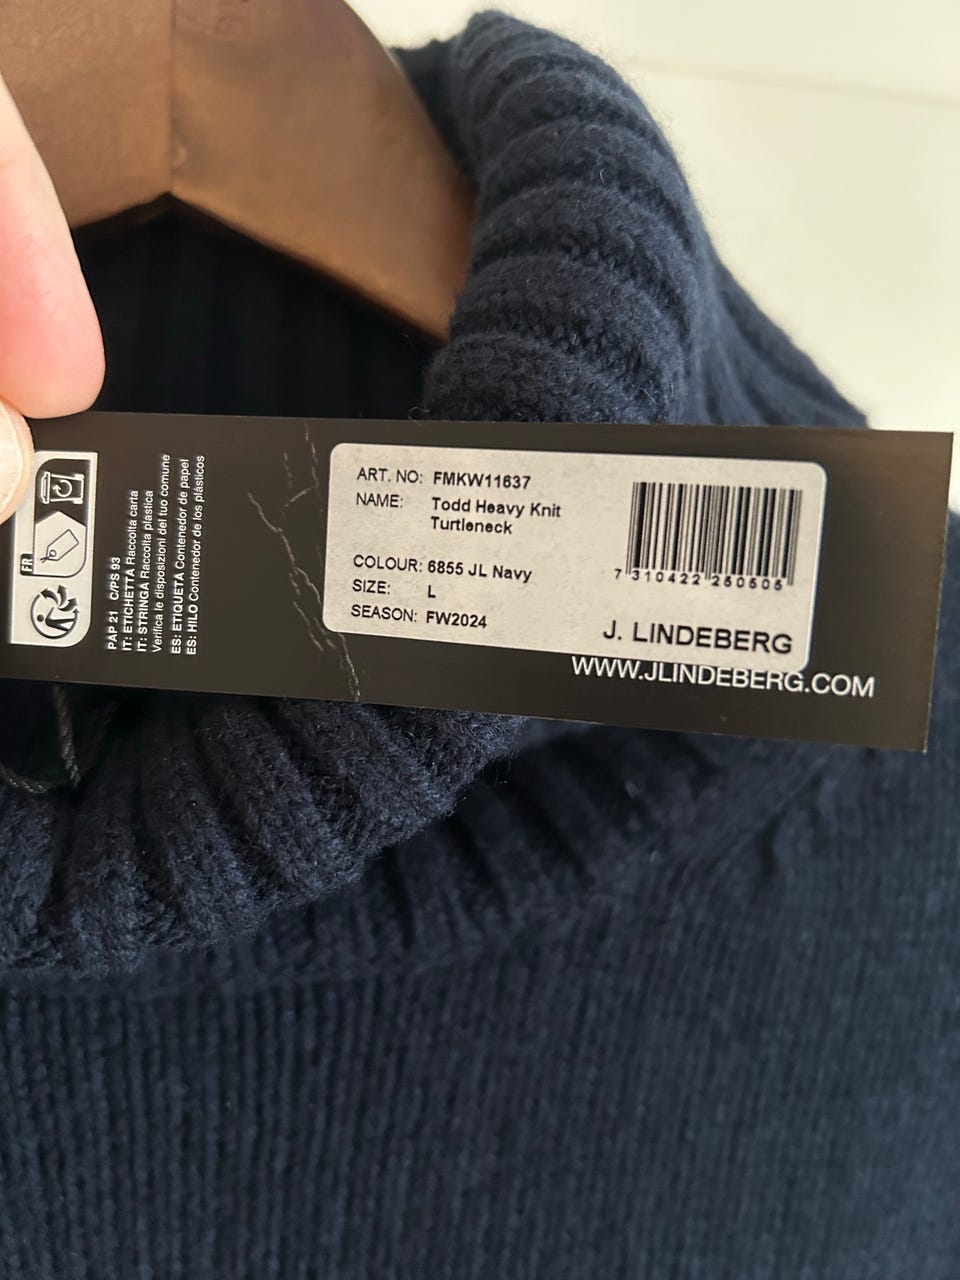 FR
PAP 21 C/PS 93
IT: ETICHETTA Raccolta carta
IT: STRINGA Raccolta plastica
Verifica le disposizioni del tuo comune
ES: ETIQUETA Contenedor de papel
ES: HILO Contenedor de los plásticos
ART. NO: FMKW11637
NAME: Todd Heavy Knit
Turtleneck
COLOUR: 6855 JL Navy
SIZE: L
SEASON: FW2024
7 310422 250505
J. LINDEBERG
WWW.JLINDEBERG.COM